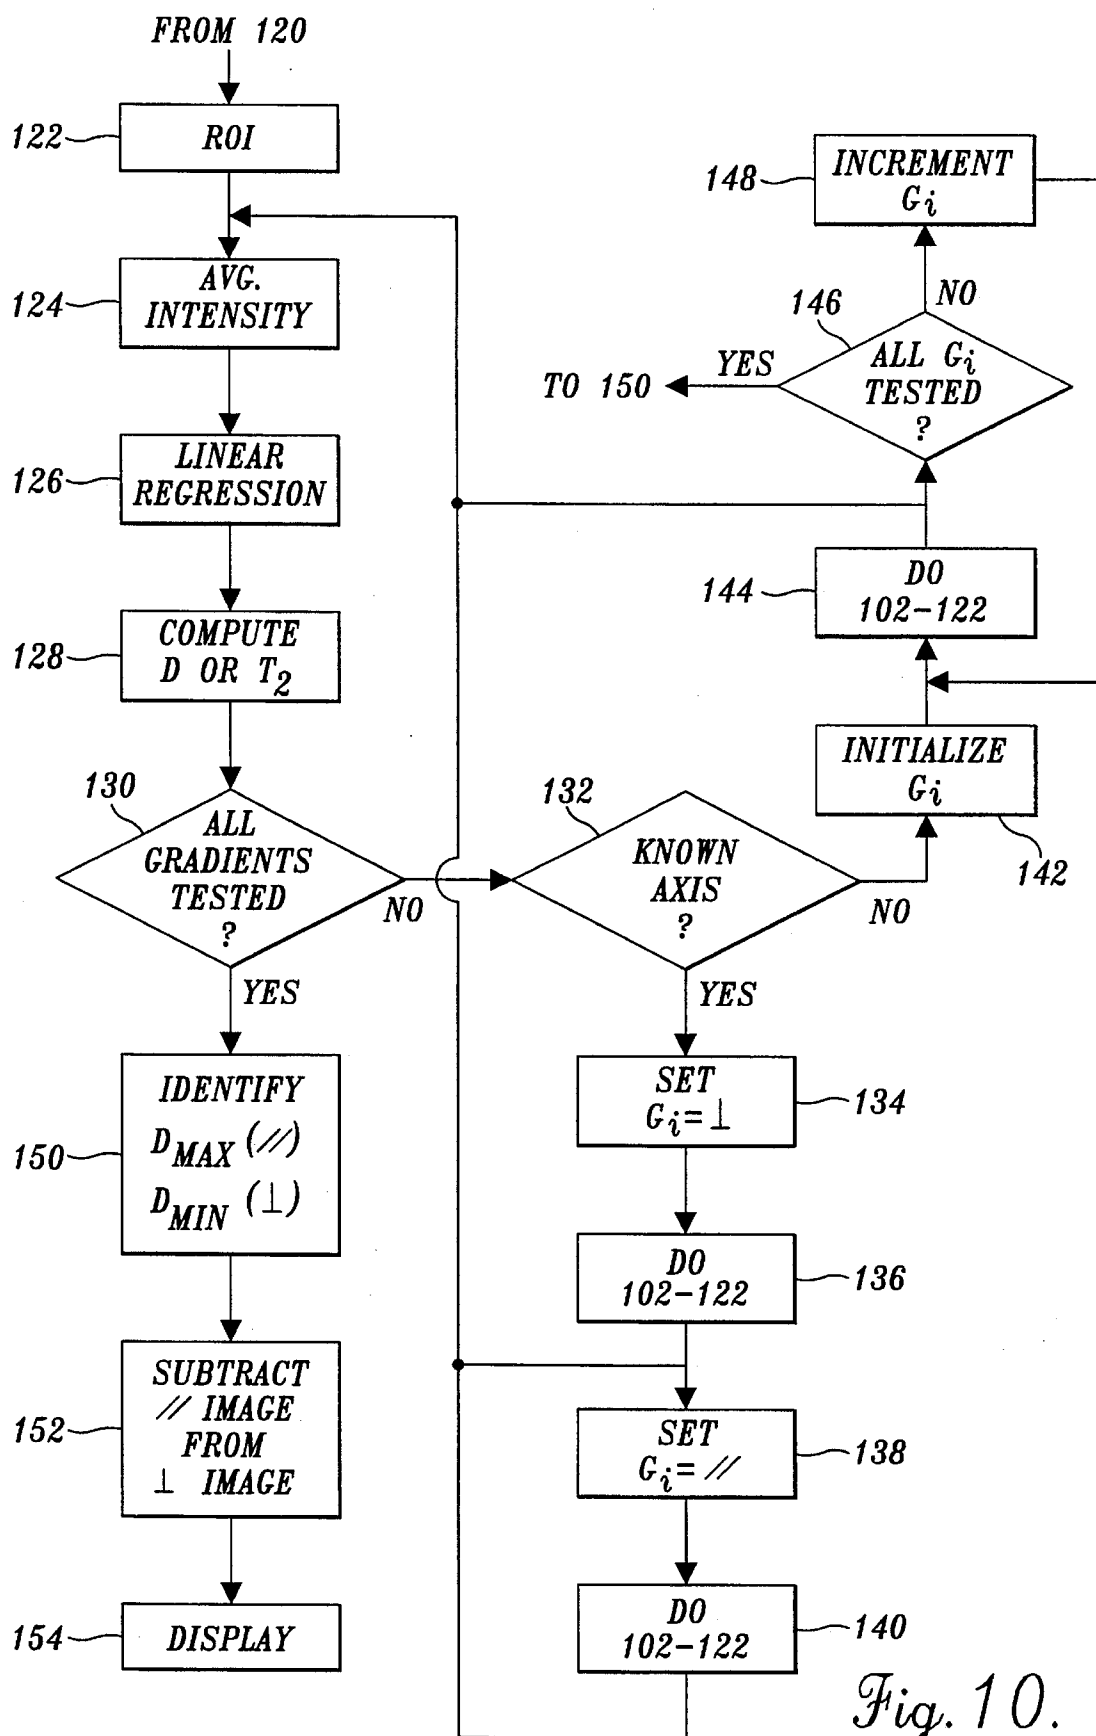 FROM 120
122
ROI
124
AVG.
INTENSITY
126
LINEAR
REGRESSION
128
COMPUTE
D OR T2
130
ALL
GRADIENTS
TESTED
?
NO
YES
150
IDENTIFY
DMAX (//)
DMIN (⊥)
152
SUBTRACT
// IMAGE
FROM
⊥ IMAGE
154
DISPLAY
132
KNOWN
AXIS
?
NO
YES
SET
Gi=⊥
134
DO
102-122
136
SET
Gi=//
138
DO
102-122
140
148
INCREMENT
Gi
NO
146
ALL Gi
TESTED
?
YES
TO 150
144
DO
102-122
INITIALIZE
Gi
142
Fig. 10.